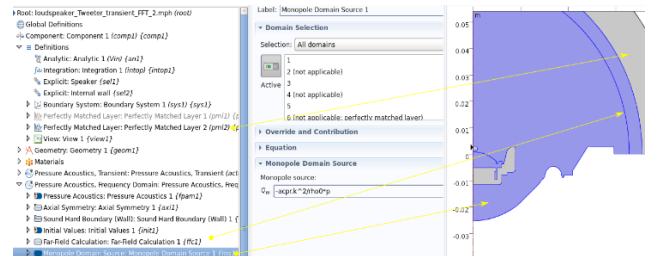 Root: loudspeaker_Tweeter_transient_FFT_2.mph (root)
Global Definitions
Component: Component 1 (comp1) {comp1}
Definitions
Analytic: Analytic 1 (Vin) {an1}
Integration: Integration 1 (intop) {intop1}
Explicit: Speaker {sel1}
Explicit: Internal wall {sel2}
Boundary System: Boundary System 1 (sys1) {sys1}
Perfectly Matched Layer: Perfectly Matched Layer 1 (pml1) {p
Perfectly Matched Layer: Perfectly Matched Layer 2 (pml2) {p
View: View 1 {view1}
Geometry: Geometry 1 {geom1}
Materials
Pressure Acoustics, Transient: Pressure Acoustics, Transient (act
Pressure Acoustics, Frequency Domain: Pressure Acoustics, Freq
Pressure Acoustics: Pressure Acoustics 1 {fpam1}
Axial Symmetry: Axial Symmetry 1 {axi1}
Sound Hard Boundary (Wall): Sound Hard Boundary (Wall) 1 {
Initial Values: Initial Values 1 {init1}
Far-Field Calculation: Far-Field Calculation 1 {ffc1}
Monopole Domain Source: Monopole Domain Source 1
Label: Monopole Domain Source 1
Domain Selection
Selection: All domains
Active
1
2 (not applicable)
3
4 (not applicable)
5
6 (not applicable: perfectly matched layer)
Override and Contribution
Equation
Monopole Domain Source
Monopole source:
Qm -acpr.k^2/rho0*p
m
0.05
0.04
0.03
0.02
0.01
0
-0.01
-0.02
-0.03